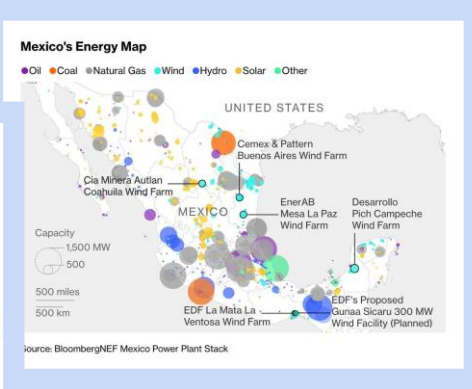 Mexico's Energy Map
Oil Coal Natural Gas Wind Hydro Solar Other
UNITED STATES
Cemex & Pattern
Buenos Aires Wind Farm
Cia Minera Autlan
Coahuila Wind Farm
EnerAB
Mesa La Paz
Wind Farm
Desarrollo
Pich Campeche
Wind Farm
MEXICO
Capacity
1,500 MW
500
500 miles
500 km
EDF La Mata La
Ventosa Wind Farm
EDF's Proposed
Gunaa Sicaru 300 MW
Wind Facility (Planned)
Source: BloombergNEF Mexico Power Plant Stack